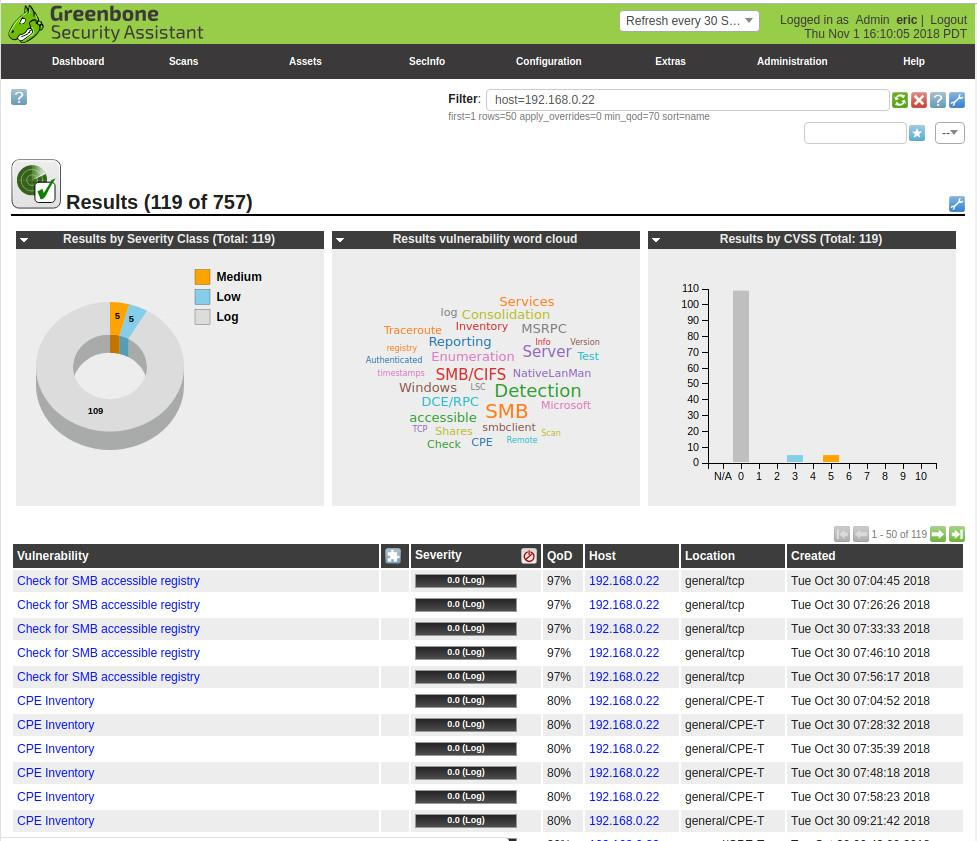 Greenbone
Security Assistant
Refresh every 30 S...
Logged in as Admin eric | Logout
Thu Nov 1 16:10:05 2018 PDT
Dashboard Scans Assets SecInfo Configuration Extras Administration Help
Filter: host=192.168.0.22
first=1 rows=50 apply_overrides=0 min_qod=70 sort=name
--
Results (119 of 757)
Results by Severity Class (Total: 119)
Medium
Low
Log
5 5
109
Results vulnerability word cloud
Services
log Consolidation
Traceroute Inventory MSRPC
Reporting Info Version
registry Server Test
Authenticated Enumeration
timestamps SMB/CIFS NativeLanMan
Windows LSC Detection
DCE/RPC SMB Microsoft
accessible
TCP Shares smbclient Scan
Check CPE Remote
Results by CVSS (Total: 119)
110
100
90
80
70
60
50
40
30
20
10
0
N/A 0 1 2 3 4 5 6 7 8 9 10
1 - 50 of 119
Vulnerability Severity QoD Host Location Created
Check for SMB accessible registry 0.0 (Log) 97% 192.168.0.22 general/tcp Tue Oct 30 07:04:45 2018
Check for SMB accessible registry 0.0 (Log) 97% 192.168.0.22 general/tcp Tue Oct 30 07:26:26 2018
Check for SMB accessible registry 0.0 (Log) 97% 192.168.0.22 general/tcp Tue Oct 30 07:33:33 2018
Check for SMB accessible registry 0.0 (Log) 97% 192.168.0.22 general/tcp Tue Oct 30 07:46:10 2018
Check for SMB accessible registry 0.0 (Log) 97% 192.168.0.22 general/tcp Tue Oct 30 07:56:17 2018
CPE Inventory 0.0 (Log) 80% 192.168.0.22 general/CPE-T Tue Oct 30 07:04:52 2018
CPE Inventory 0.0 (Log) 80% 192.168.0.22 general/CPE-T Tue Oct 30 07:28:32 2018
CPE Inventory 0.0 (Log) 80% 192.168.0.22 general/CPE-T Tue Oct 30 07:35:39 2018
CPE Inventory 0.0 (Log) 80% 192.168.0.22 general/CPE-T Tue Oct 30 07:48:18 2018
CPE Inventory 0.0 (Log) 80% 192.168.0.22 general/CPE-T Tue Oct 30 07:58:23 2018
CPE Inventory 0.0 (Log) 80% 192.168.0.22 general/CPE-T Tue Oct 30 09:21:42 2018